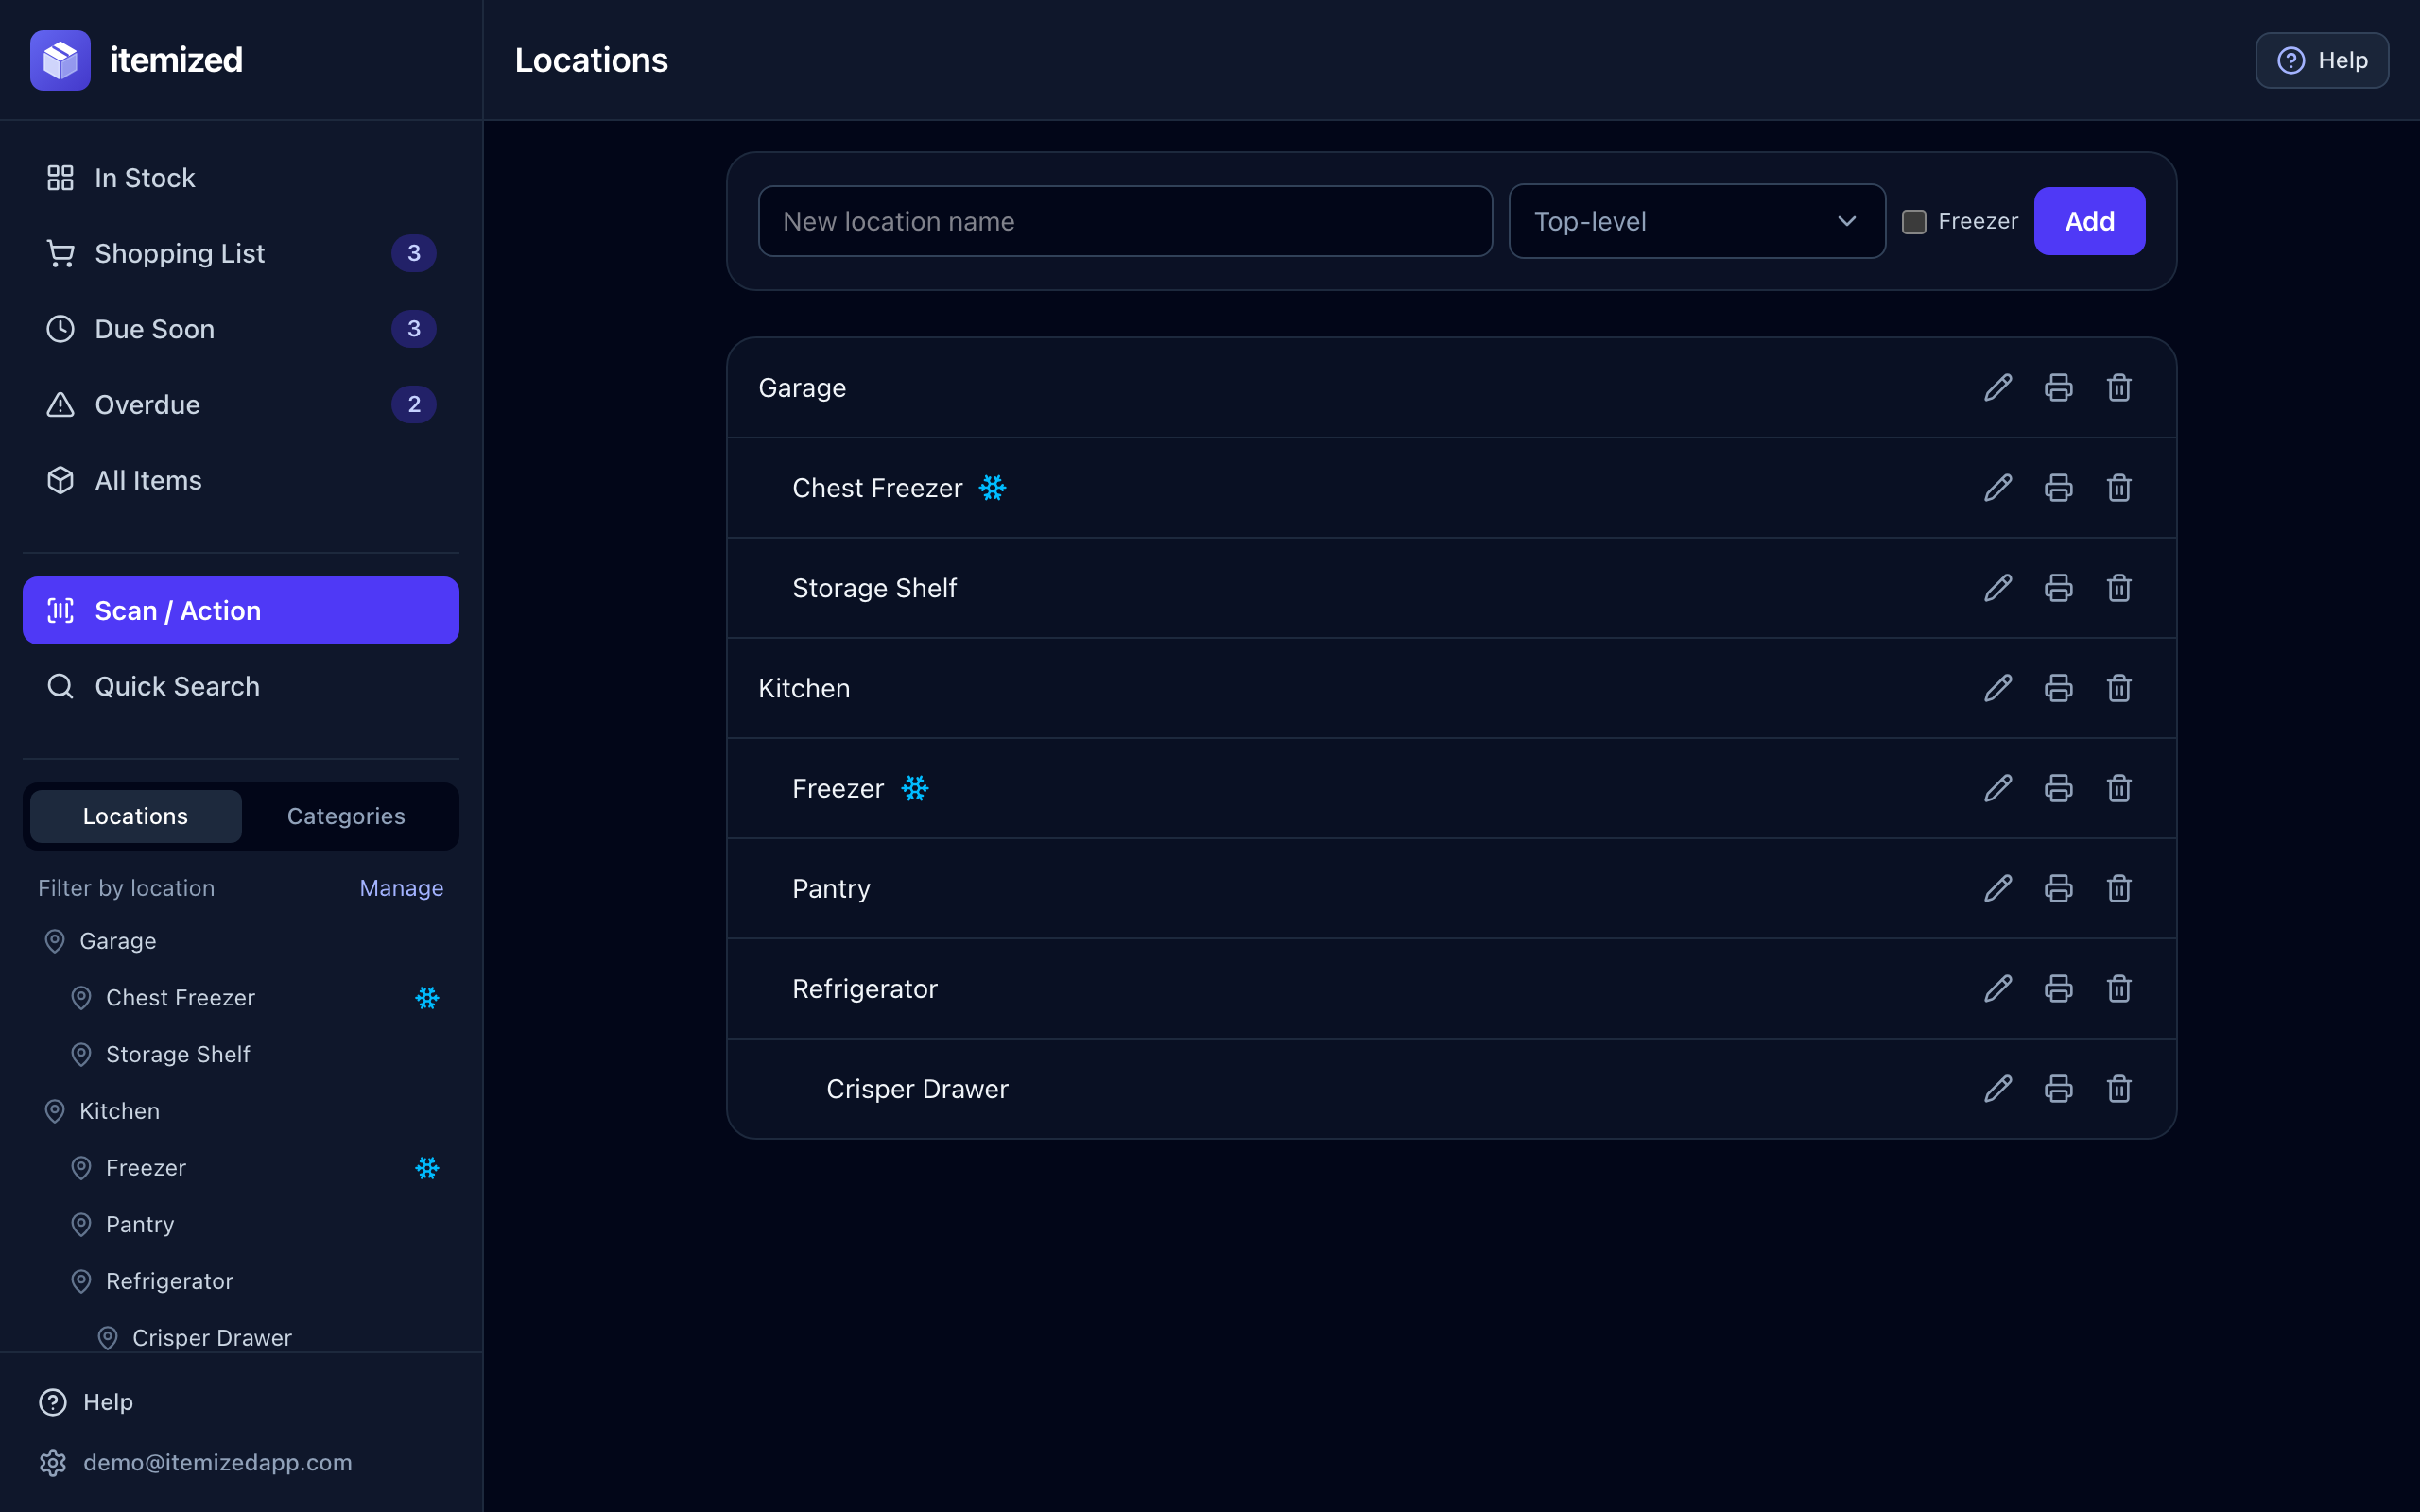 itemized
Locations
Help
In Stock
Shopping List 3
Due Soon 3
Overdue 2
All Items
Scan / Action
Quick Search
Locations Categories
Filter by location Manage
Garage
Chest Freezer
Storage Shelf
Kitchen
Freezer
Pantry
Refrigerator
Crisper Drawer
Help
demo@itemizedapp.com
New location name Top-level Freezer Add
Garage
Chest Freezer
Storage Shelf
Kitchen
Freezer
Pantry
Refrigerator
Crisper Drawer